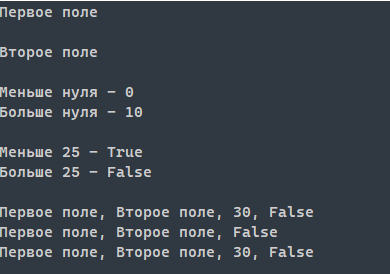 Первое поле
Второе поле
Меньше нуля – 0
Больше нуля – 10
Меньше 25 – True
Больше 25 – False
Первое поле, Второе поле, 30, False
Первое поле, Второе поле, False
Первое поле, Второе поле, 30, False